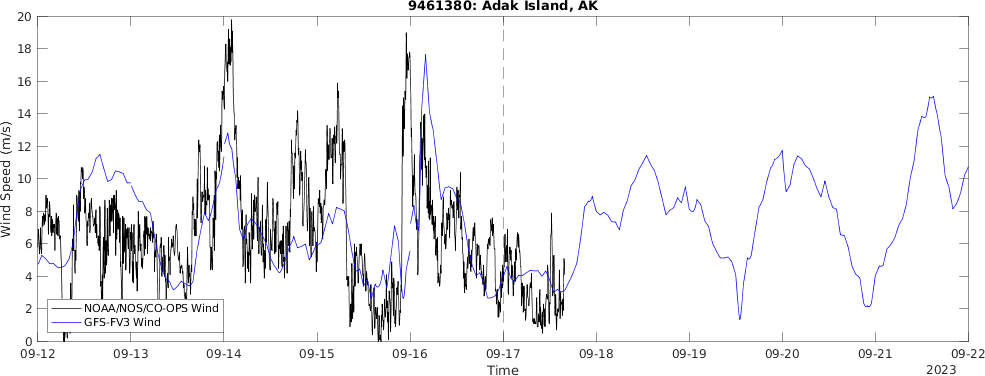 9461380: Adak Island, AK
Wind Speed (m/s)
20
18
16
14
12
10
8
6
4
2
0
NOAA/NOS/CO-OPS Wind
GFS-FV3 Wind
09-12 09-13 09-14 09-15 09-16 09-17 09-18 09-19 09-20 09-21 09-22
Time
2023